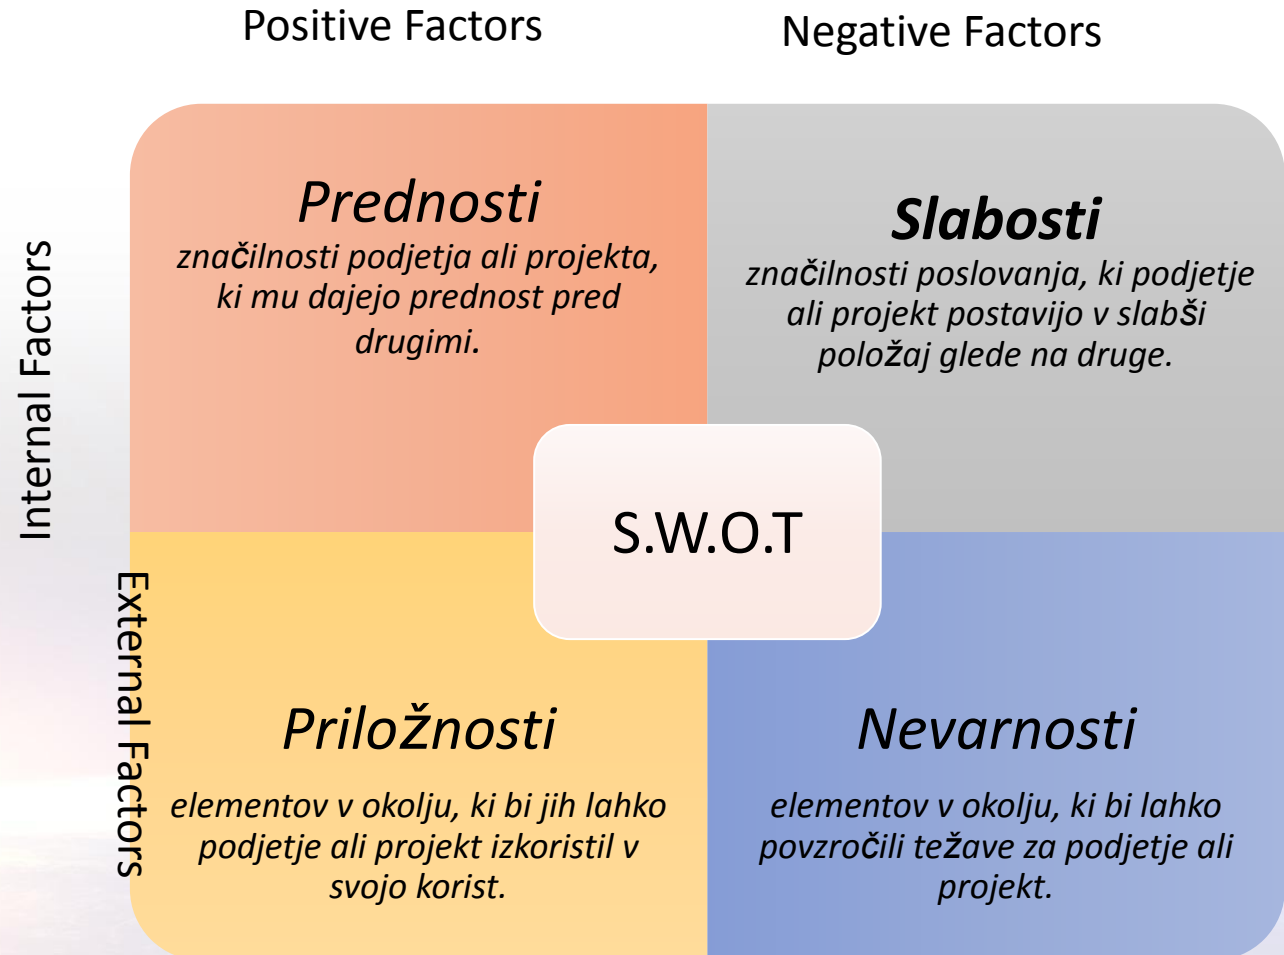 Positive Factors
Negative Factors
Internal Factors
Prednosti
značilnosti podjetja ali projekta,
ki mu dajejo prednost pred
drugimi.
Slabosti
značilnosti poslovanja, ki podjetje
ali projekt postavijo v slabši
položaj glede na druge.
S.W.O.T
External Factors
Priložnosti
elementov v okolju, ki bi jih lahko
podjetje ali projekt izkoristil v
svojo korist.
Nevarnosti
elementov v okolju, ki bi lahko
povzročili težave za podjetje ali
projekt.